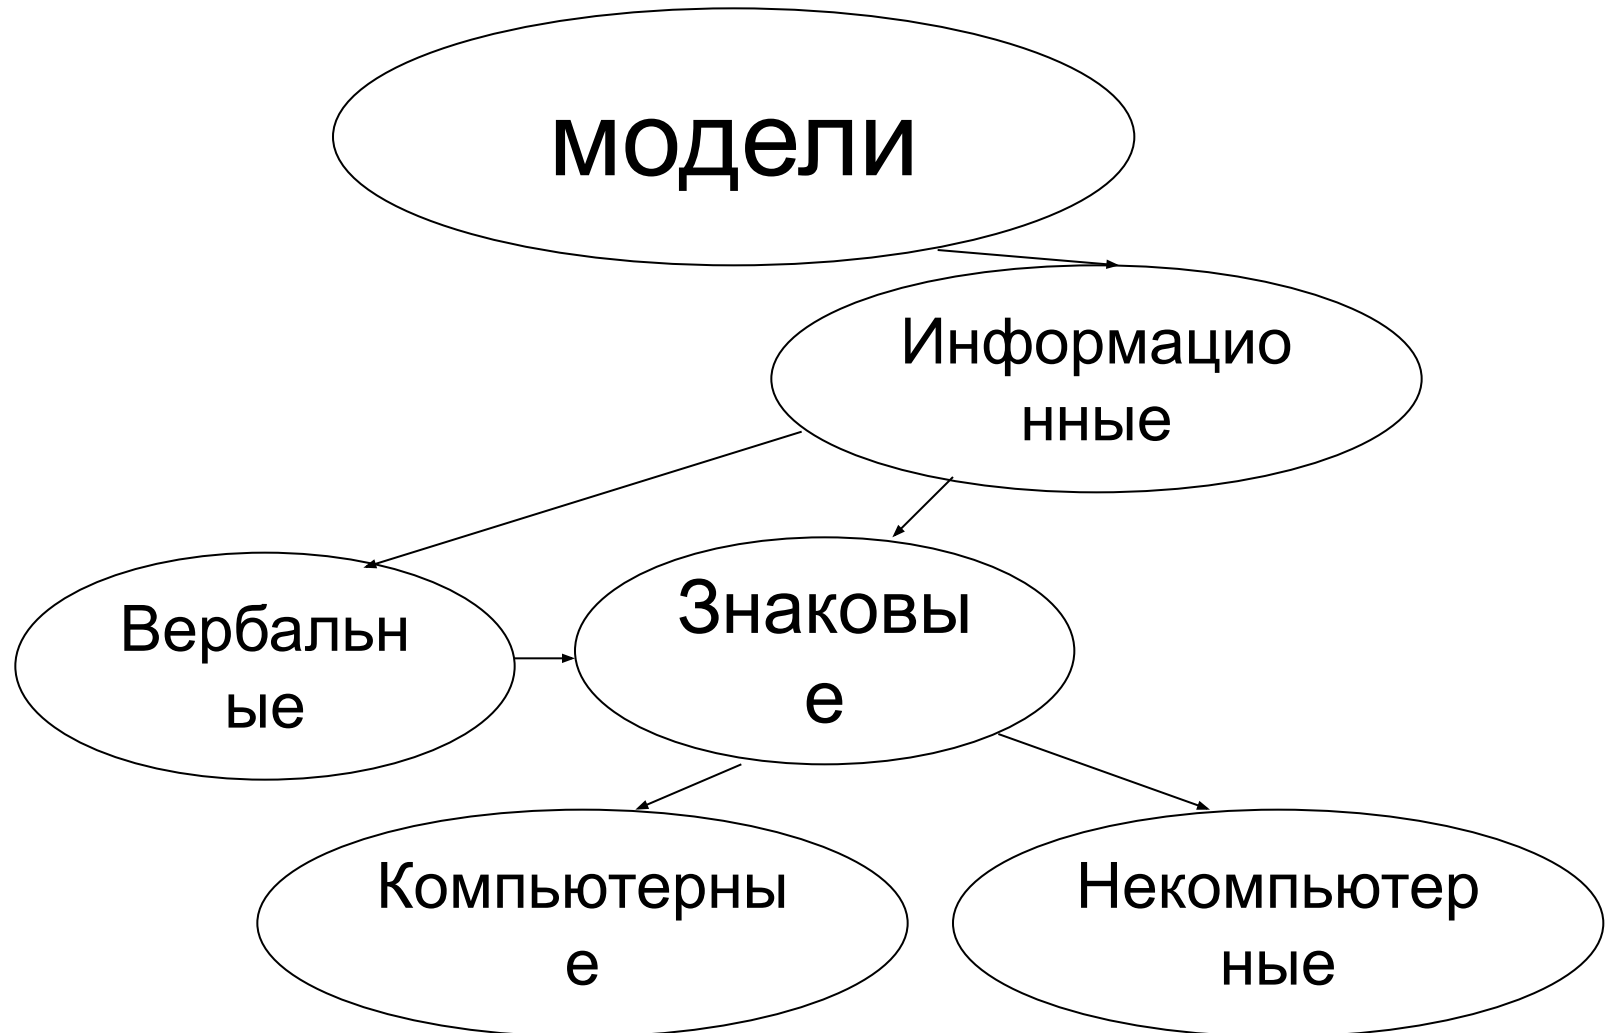 модели
Информацио
нные
Вербальн
ые
Знаковы
е
Компьютерны
е
Некомпьютер
ные